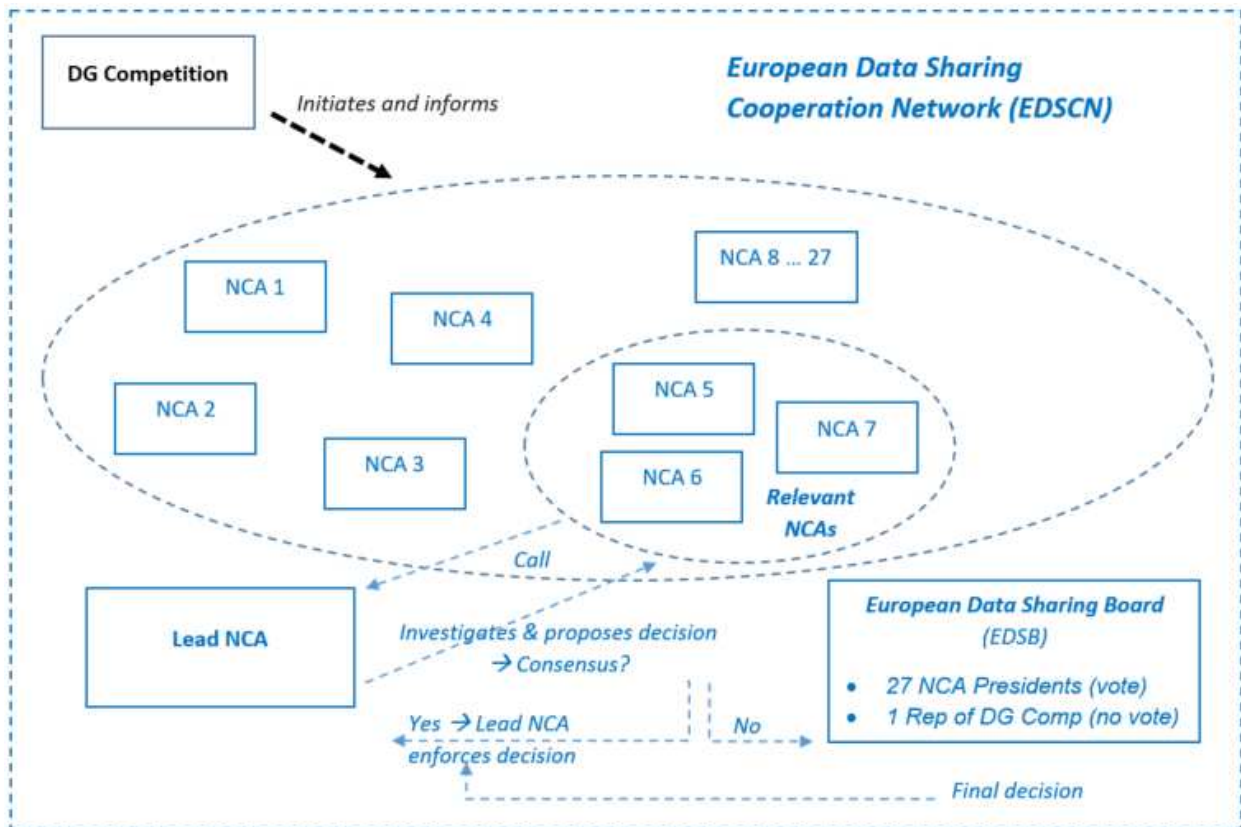 DG Competition
Initiates and informs
European Data Sharing
Cooperation Network (EDSCN)
NCA 1
NCA 4
NCA 8 ... 27
NCA 2
NCA 3
NCA 5
NCA 7
NCA 6
Relevant
NCAs
Call
Lead NCA
Investigates & proposes decision
→ Consensus?
Yes → Lead NCA
enforces decision
No
European Data Sharing Board
(EDSB)
• 27 NCA Presidents (vote)
• 1 Rep of DG Comp (no vote)
Final decision